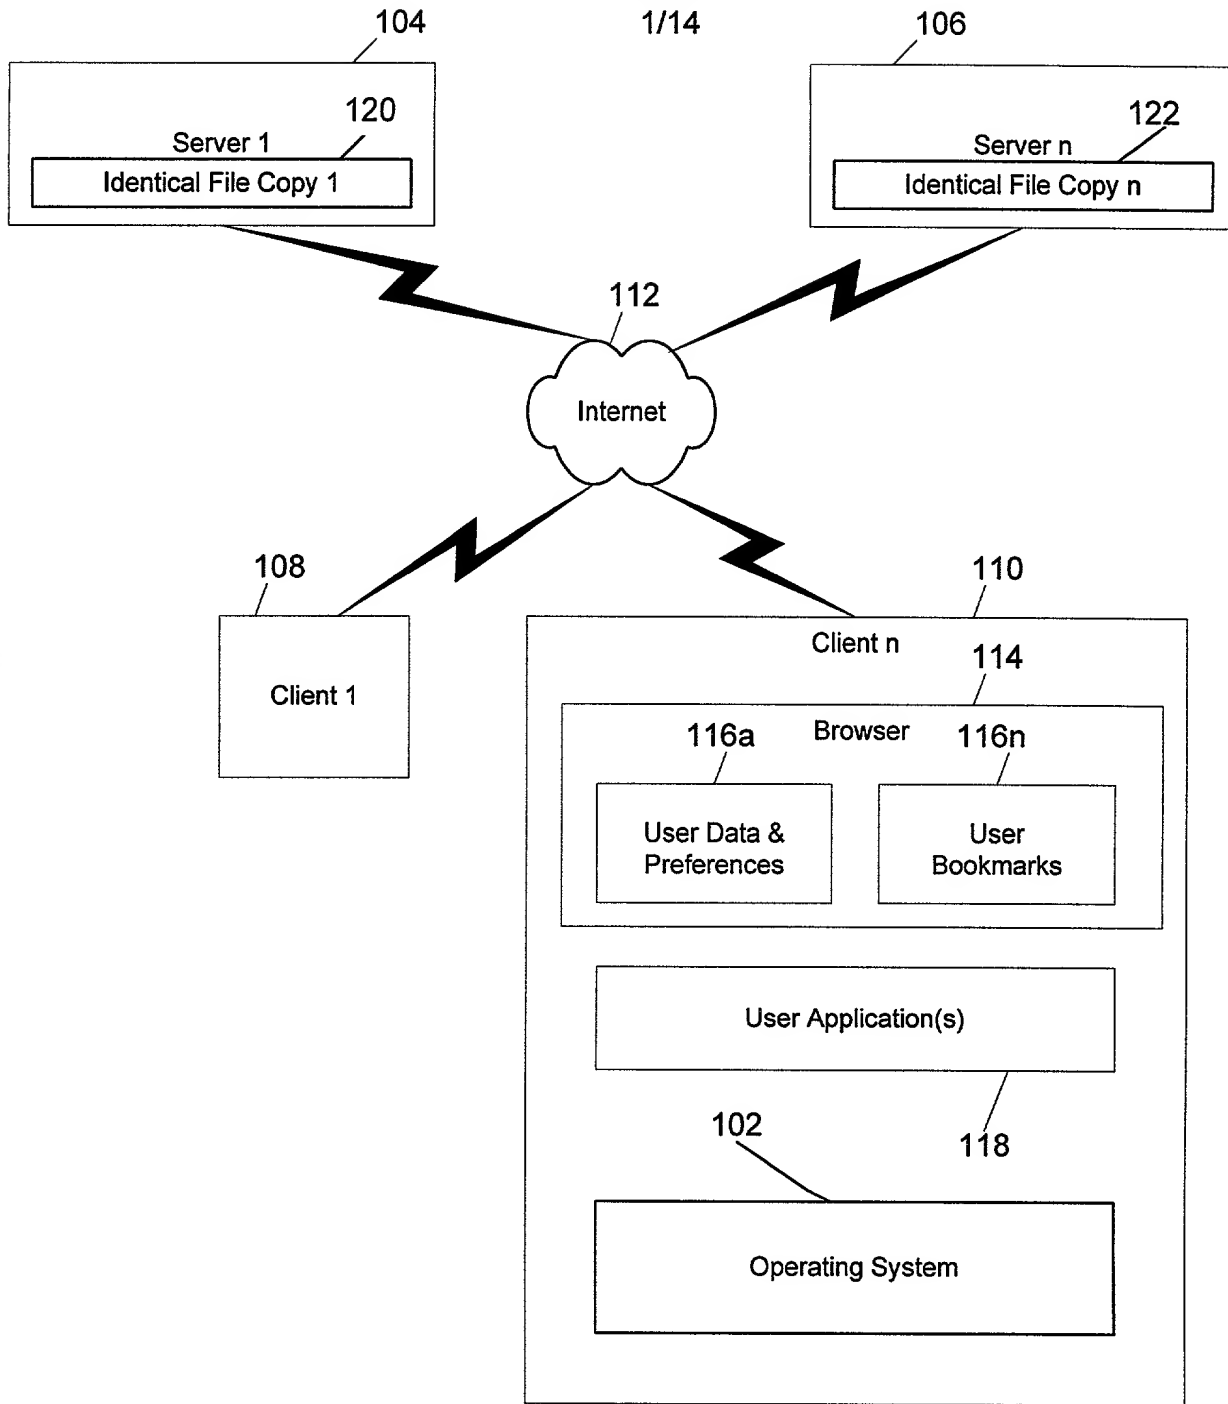 104
1/14
106
120
122
Server 1
Server n
Identical File Copy 1
Identical File Copy n
112
Internet
108
110
Client 1
Client n
114
Browser
116a
116n
User Data &
Preferences
User
Bookmarks
User Application(s)
118
102
Operating System